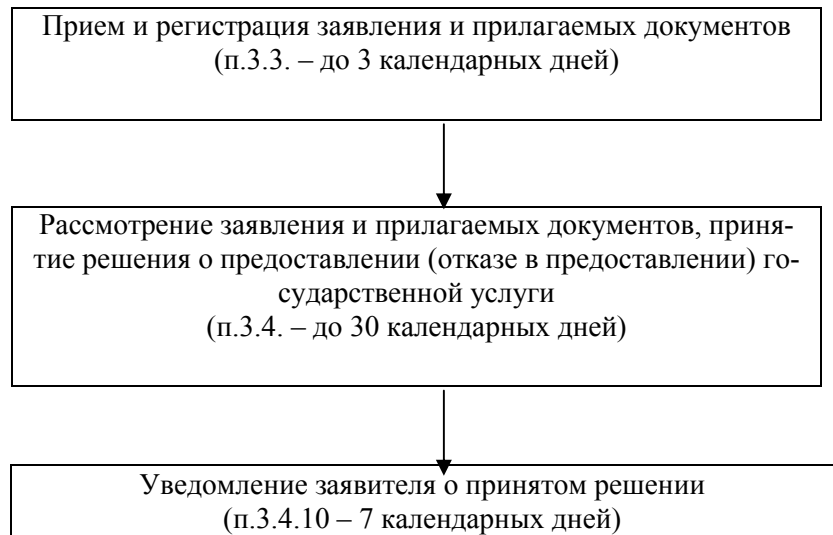 Прием и регистрация заявления и прилагаемых документов
(п.3.3. – до 3 календарных дней)
Рассмотрение заявления и прилагаемых документов, приня-
тие решения о предоставлении (отказе в предоставлении) го-
сударственной услуги
(п.3.4. – до 30 календарных дней)
Уведомление заявителя о принятом решении
(п.3.4.10 – 7 календарных дней)